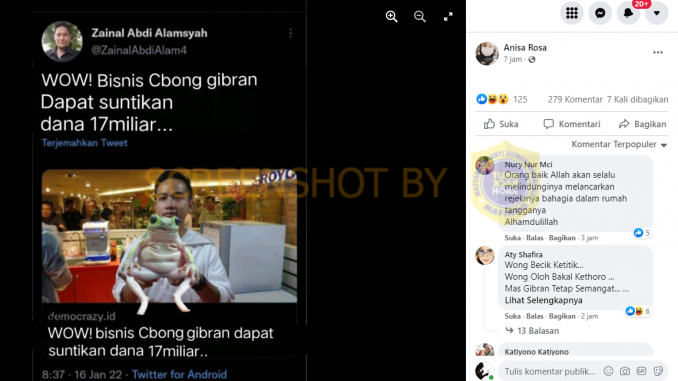 Zainal Abdi Alamsyah
@ZainalAbdiAlam4
WOW! Bisnis Cbong gibran
Dapat suntikan
dana 17miliar...
Terjemahkan Tweet
ROYC
democrazy.id
WOW! bisnis Cbong gibran dapat
suntikan dana 17miliar..
8:37 · 16 Jan 22 · Twitter for Android
SCREENSHOT BY
TURN
BACK
HOAX
20+
Anisa Rosa
7 jam ·
125
279 Komentar 7 Kali dibagikan
Suka Komentari Bagikan
Komentar Terpopuler
Nury Nur Mci
Orang baik Allah akan selalu
melindunginya melancarkan
rejekinya bahagia dalam rumah
tangganya
Alhamdulillah
5
Suka · Balas · Bagikan · 3 jam
Aty Shafira
Wong Becik Ketitik...
Wong Oloh Bakal Kethoro ...
Mas Gibran Tetap Semangat... ...
Lihat Selengkapnya
6
Suka · Balas · Bagikan · 2 jam
13 Balasan
Katiyono Katiyono
Tulis komentar publik...